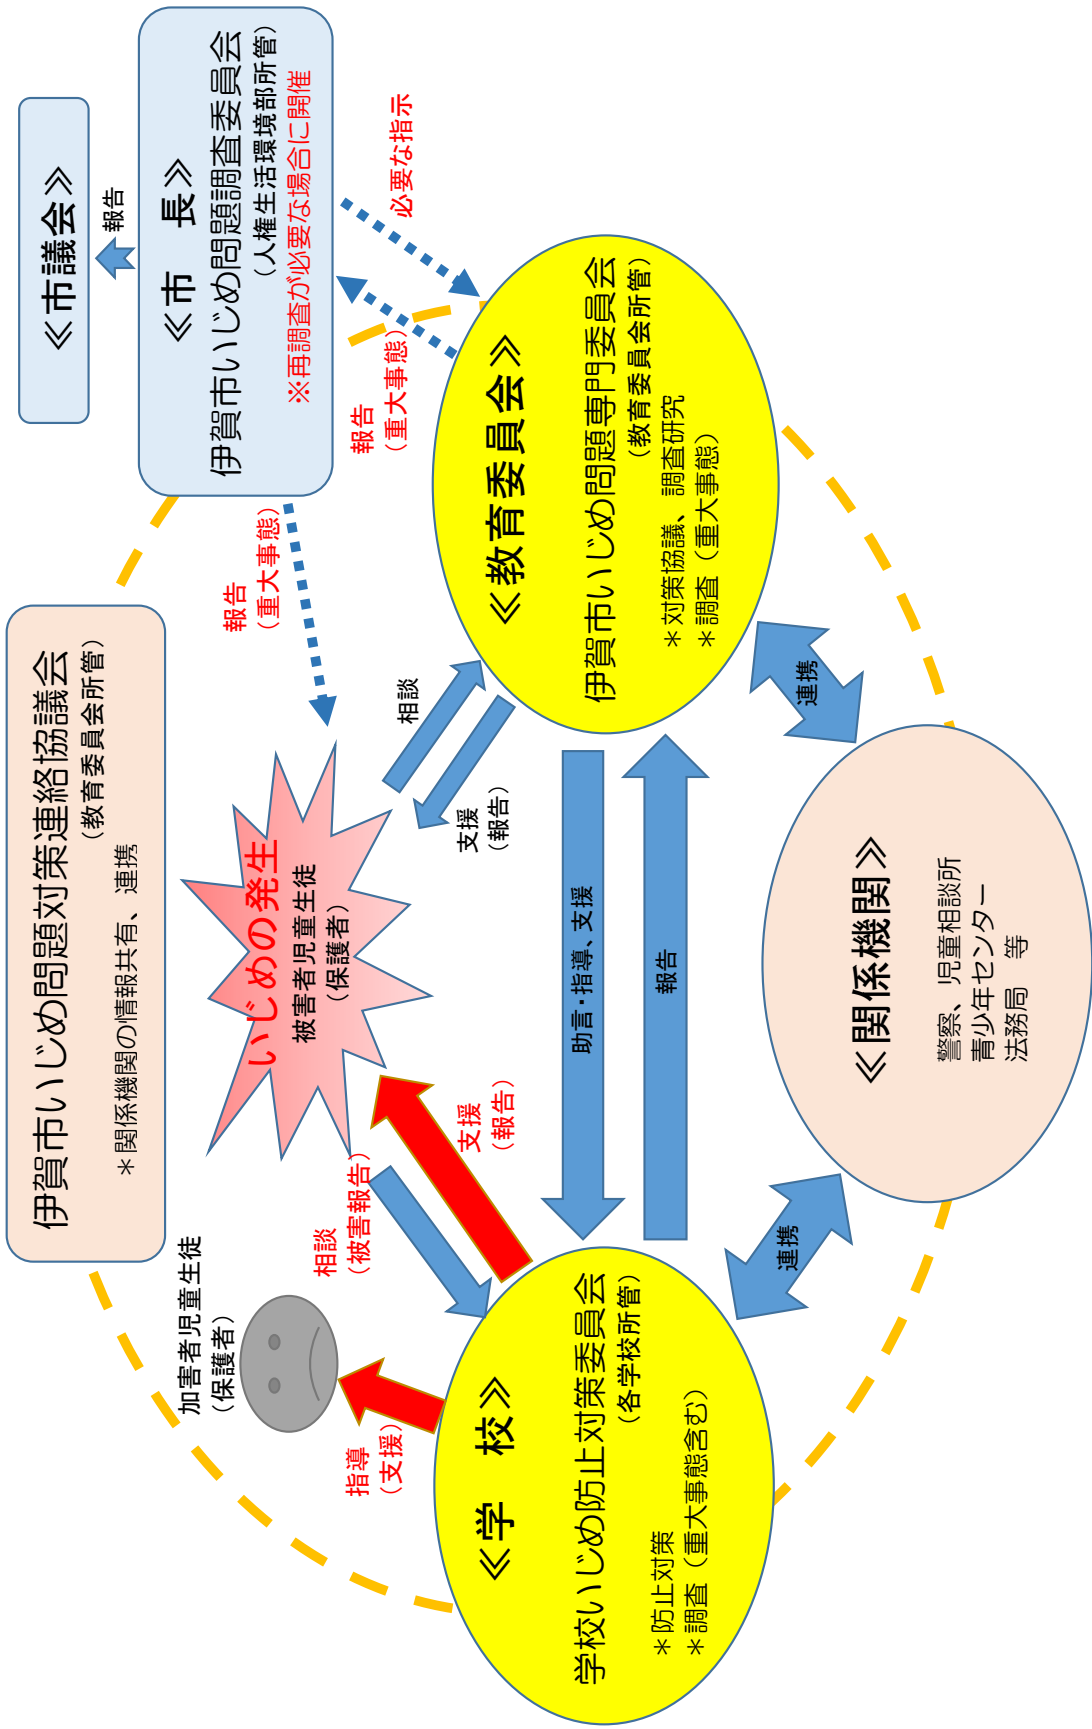 伊賀市いじめ問題対策連絡協議会
（教育委員会所管）
＊関係機関の情報共有、連携
≪市議会≫
報告
≪市　長≫
伊賀市いじめ問題調査委員会
（人権生活環境部所管）
※再調査が必要な場合に開催
報告
（重大事態）
報告
（重大事態）
必要な指示
加害者児童生徒
（保護者）
いじめの発生
被害者児童生徒
（保護者）
相談
（被害報告）
支援
（報告）
指導
（支援）
相談
支援
（報告）
≪学　校≫
学校いじめ防止対策委員会
（各学校所管）
＊防止対策
＊調査（重大事態含む）
助言・指導、支援
報告
≪教育委員会≫
伊賀市いじめ問題専門委員会
（教育委員会所管）
＊対策協議、調査研究
＊調査（重大事態）
連携
連携
≪関係機関≫
警察、児童相談所
青少年センター
法務局　等